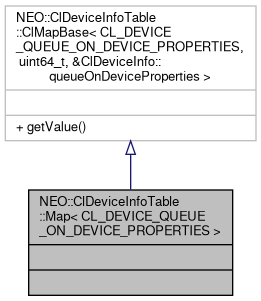 NEO::ClDeviceInfoTable
::ClMapBase< CL_DEVICE
_QUEUE_ON_DEVICE_PROPERTIES,
uint64_t, &ClDeviceInfo::
queueOnDeviceProperties >
+ getValue()
NEO::ClDeviceInfoTable
::Map< CL_DEVICE_QUEUE
_ON_DEVICE_PROPERTIES >